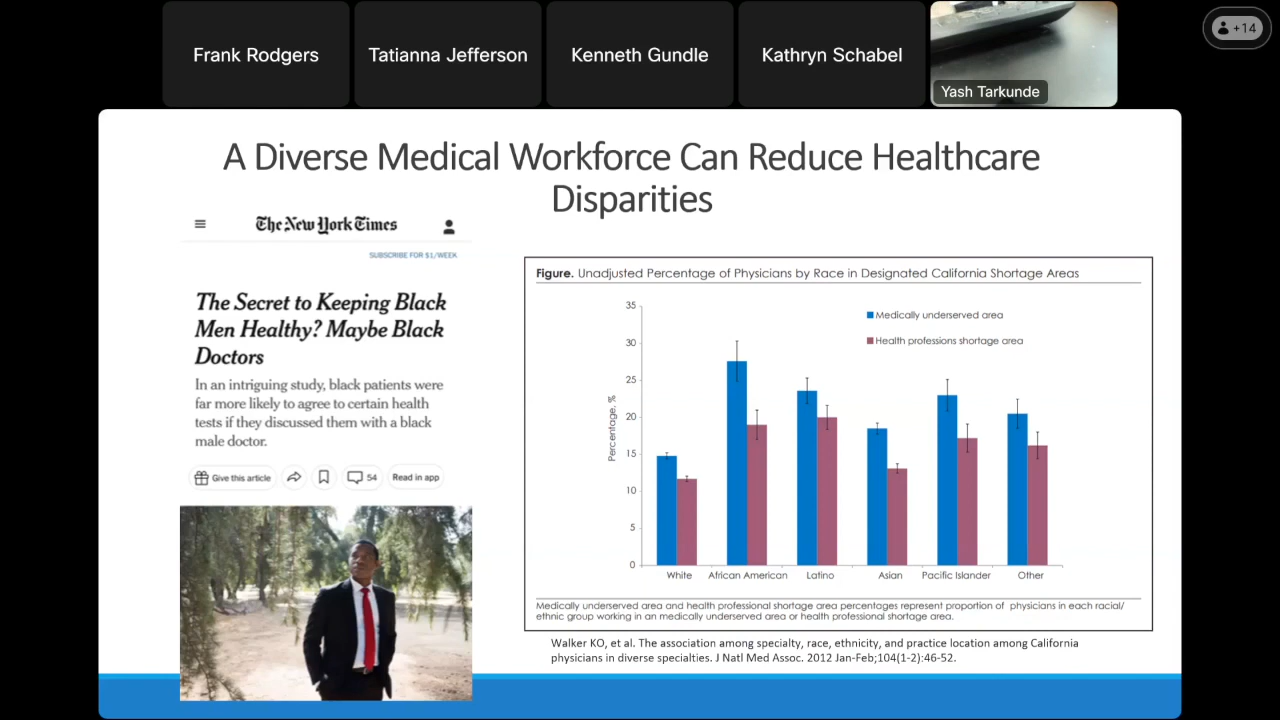 Frank Rodgers
Tatianna Jefferson
Kenneth Gundle
Kathryn Schabel
Yash Tarkunde
+14
A Diverse Medical Workforce Can Reduce Healthcare
Disparities
The New York Times
SUBSCRIBE FOR $1/WEEK
The Secret to Keeping Black
Men Healthy? Maybe Black
Doctors
In an intriguing study, black patients were
far more likely to agree to certain health
tests if they discussed them with a black
male doctor.
Give this article
54
Read in app
Figure. Unadjusted Percentage of Physicians by Race in Designated California Shortage Areas
Medically underserved area
Health professions shortage area
Percentage, %
35
30
25
20
15
10
5
0
White African American Latino Asian Pacific Islander Other
Medically underserved area and health professional shortage area percentages represent proportion of physicians in each racial/
ethnic group working in an medically underserved area or health professional shortage area.
Walker KO, et al. The association among specialty, race, ethnicity, and practice location among California
physicians in diverse specialties. J Natl Med Assoc. 2012 Jan-Feb;104(1-2):46-52.